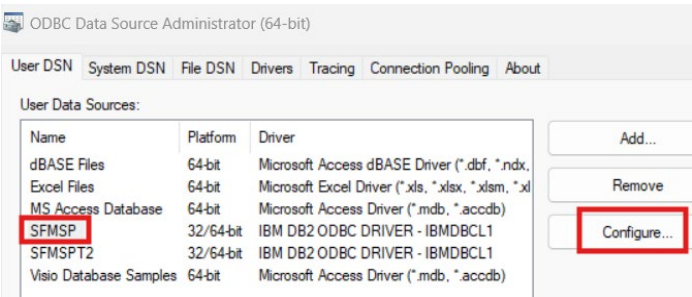 ODBC Data Source Administrator (64-bit)
User DSN System DSN File DSN Drivers Tracing Connection Pooling About
User Data Sources:
Name Platform Driver
dBASE Files 64-bit Microsoft Access dBASE Driver (*.dbf, *.ndx,
Excel Files 64-bit Microsoft Excel Driver (*.xls, *.xlsx, *.xlsm, *.xl
MS Access Database 64-bit Microsoft Access Driver (*.mdb, *.accdb)
SFMSP 32/64-bit IBM DB2 ODBC DRIVER - IBMDBCL1
SFMSPT2 32/64-bit IBM DB2 ODBC DRIVER - IBMDBCL1
Visio Database Samples 64-bit Microsoft Access Driver (*.mdb, *.accdb)
Add...
Remove
Configure...